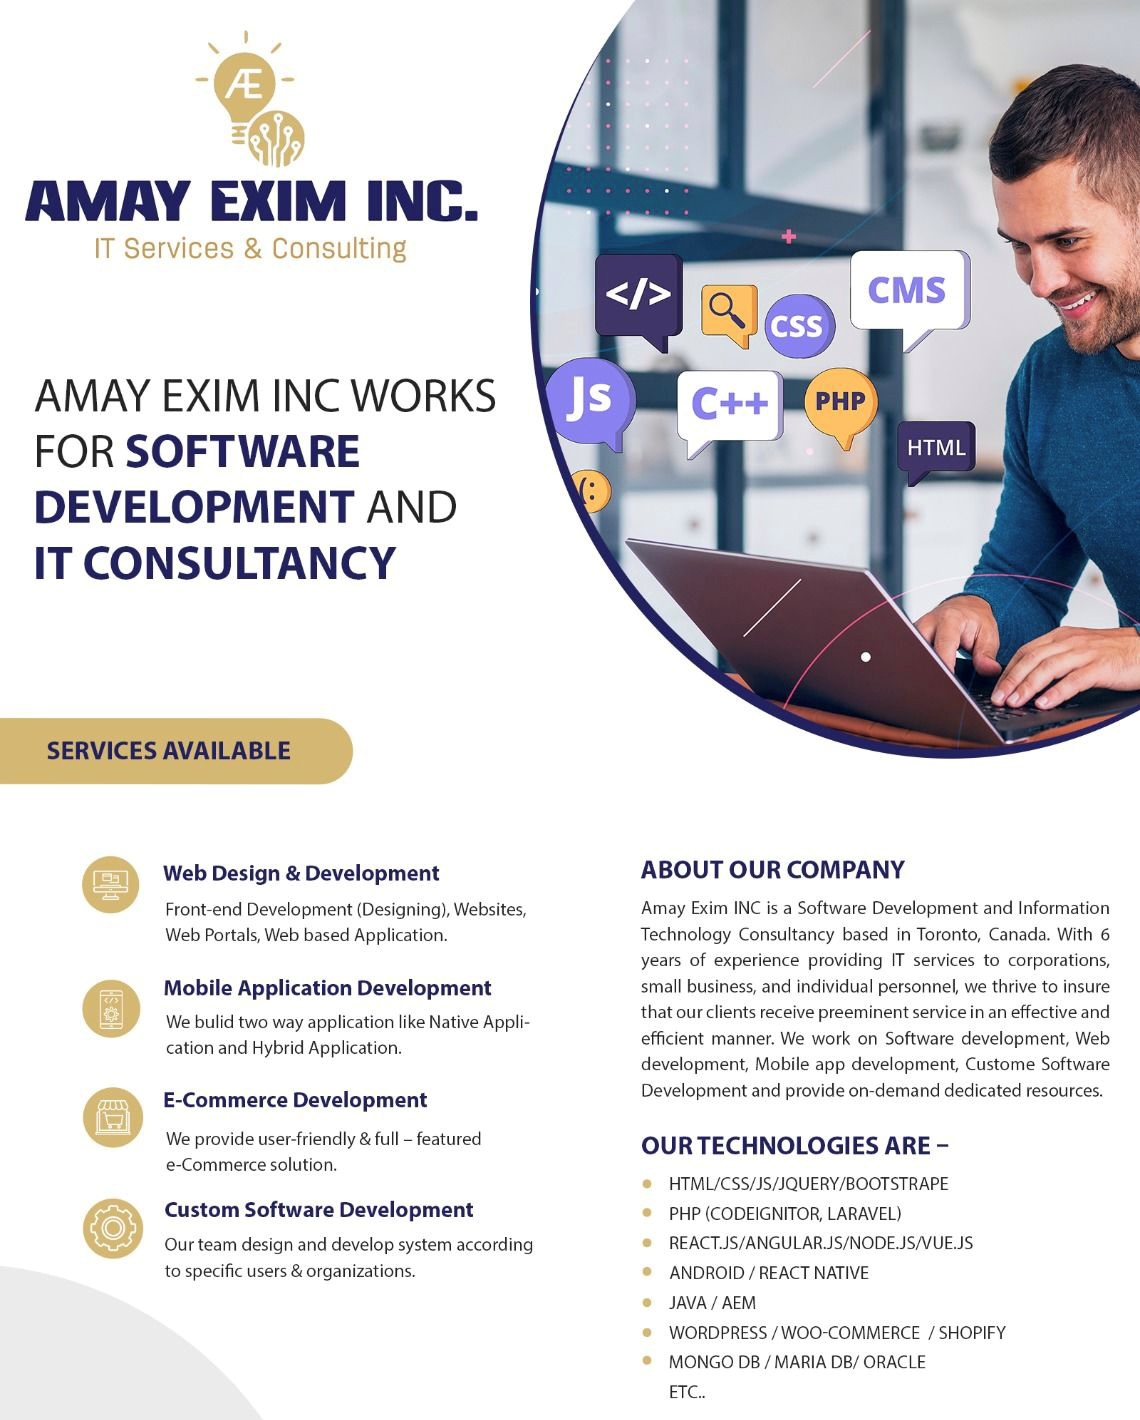 ÆE
AMAY EXIM INC.
IT Services & Consulting
</>
CMS
CSS
Js
C++
PHP
HTML
(:
AMAY EXIM INC WORKS
FOR SOFTWARE
DEVELOPMENT AND
IT CONSULTANCY
SERVICES AVAILABLE
Web Design & Development
Front-end Development (Designing), Websites,
Web Portals, Web based Application.
Mobile Application Development
We bulid two way application like Native Appli-
cation and Hybrid Application.
E-Commerce Development
We provide user-friendly & full – featured
e-Commerce solution.
Custom Software Development
Our team design and develop system according
to specific users & organizations.
ABOUT OUR COMPANY
Amay Exim INC is a Software Development and Information
Technology Consultancy based in Toronto, Canada. With 6
years of experience providing IT services to corporations,
small business, and individual personnel, we thrive to insure
that our clients receive preeminent service in an effective and
efficient manner. We work on Software development, Web
development, Mobile app development, Custome Software
Development and provide on-demand dedicated resources.
OUR TECHNOLOGIES ARE –
HTML/CSS/JS/JQUERY/BOOTSTRAPE
PHP (CODEIGNITOR, LARAVEL)
REACT.JS/ANGULAR.JS/NODE.JS/VUE.JS
ANDROID / REACT NATIVE
JAVA / AEM
WORDPRESS / WOO-COMMERCE / SHOPIFY
MONGO DB / MARIA DB/ ORACLE
ETC..